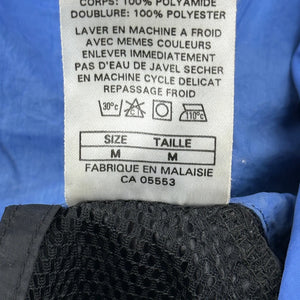 CORPS: 100% POLYAMIDE
DOUBLURE: 100% POLYESTER
LAVER EN MACHINE A FROID
AVEC MEMES COULEURS
ENLEVER IMMEDIATEMENT
PAS D'EAU DE JAVEL SECHER
EN MACHINE CYCLE DELICAT
REPASSAGE FROID
30°c CL 110°c
SIZE TAILLE
M M
FABRIQUE EN MALAISIE
CA 05553